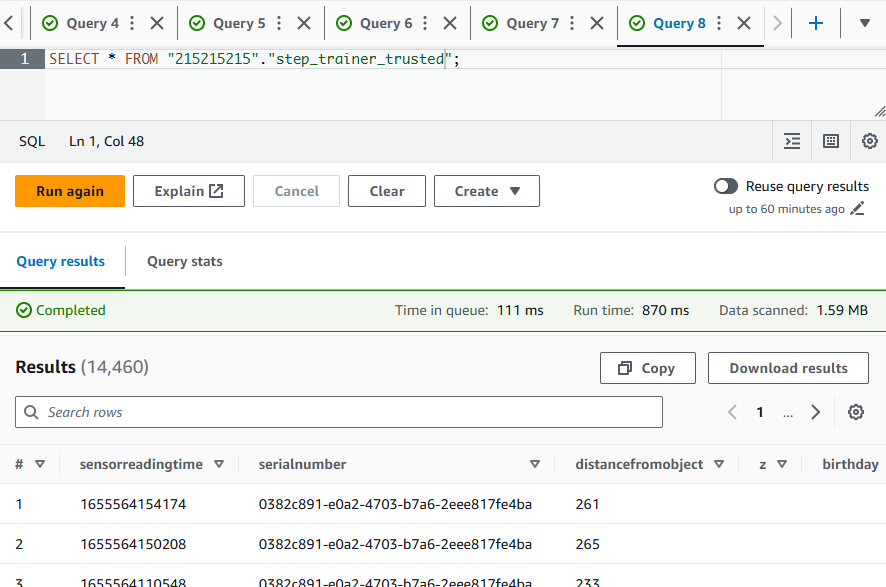 Query 4 Query 5 Query 6 Query 7 Query 8
1 SELECT * FROM "215215215"."step_trainer_trusted";
SQL Ln 1, Col 48
Run again Explain Cancel Clear Create Reuse query results
up to 60 minutes ago
Query results Query stats
Completed Time in queue: 111 ms Run time: 870 ms Data scanned: 1.59 MB
Results (14,460) Copy Download results
Search rows 1 ...
# sensorreadingtime serialnumber distancefromobject z birthday
1 1655564154174 0382c891-e0a2-4703-b7a6-2eee817fe4ba 261
2 1655564150208 0382c891-e0a2-4703-b7a6-2eee817fe4ba 265
3 1655564110548 0382c891-e0a2-4703-b7a6-2eee817fe4ba 233